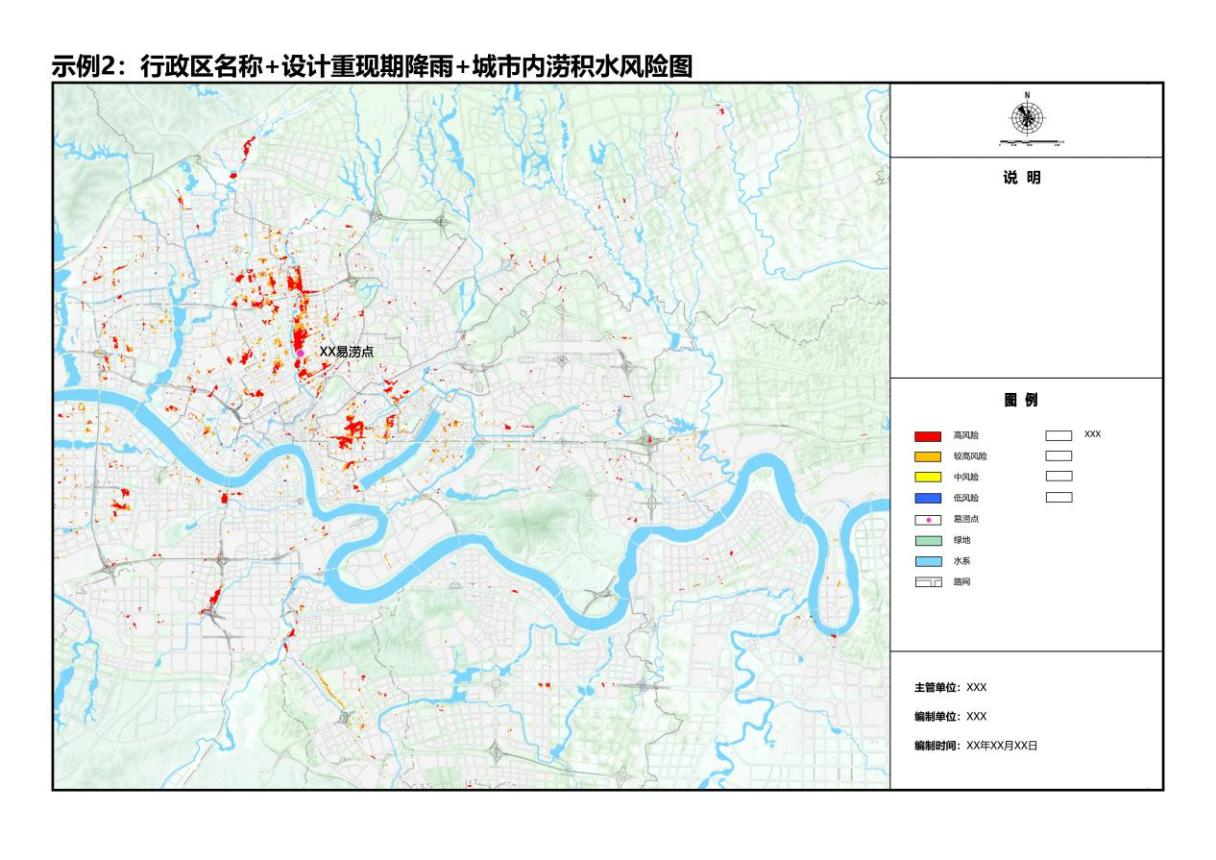 示例2：行政区名称+设计重现期降雨+城市内涝积水风险图
N
说 明
XX易涝点
图 例
高风险
XXX
较高风险
中风险
低风险
易涝点
绿地
水系
路网
主管单位：XXX
编制单位：XXX
编制时间：XX年XX月XX日